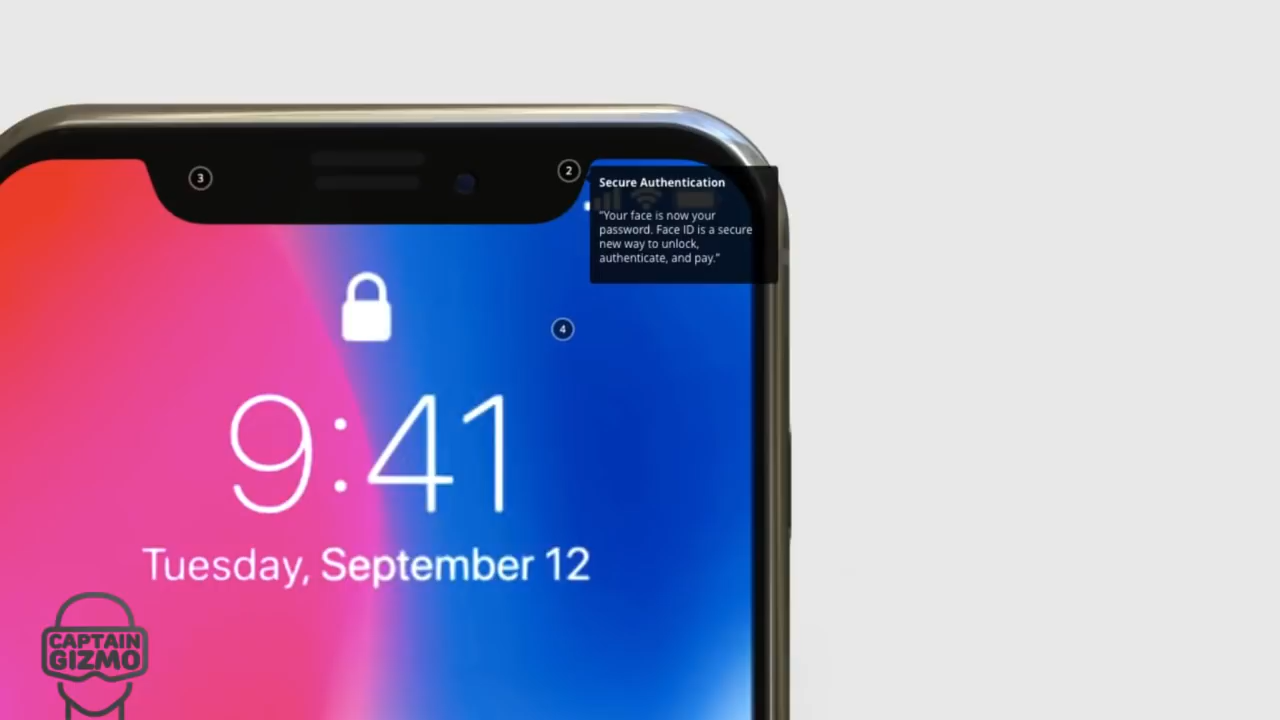 3
2
Secure Authentication
“Your face is now your
password. Face ID is a secure
new way to unlock,
authenticate, and pay.”
4
9:41
Tuesday, September 12
CAPTAIN
GIZMO